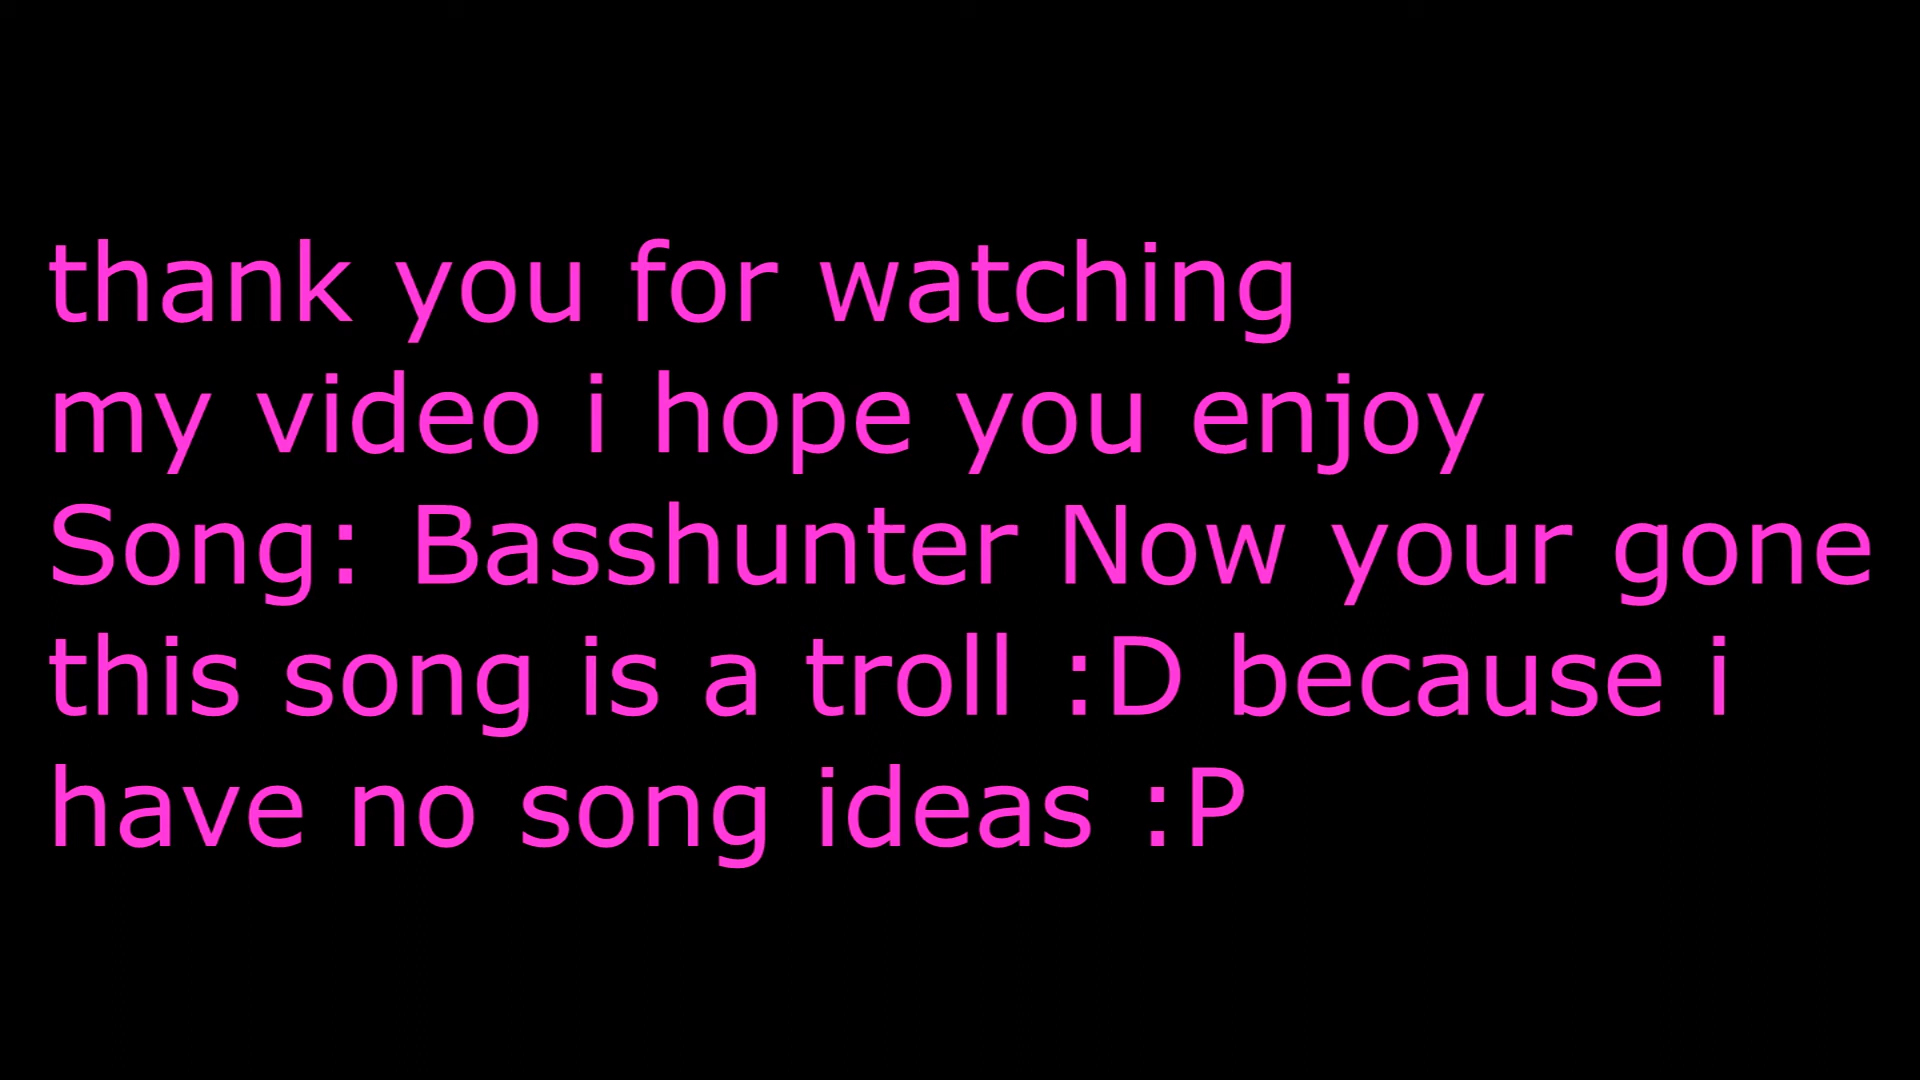 thank you for watching
my video i hope you enjoy
Song: Basshunter Now your gone
this song is a troll :D because i
have no song ideas :P